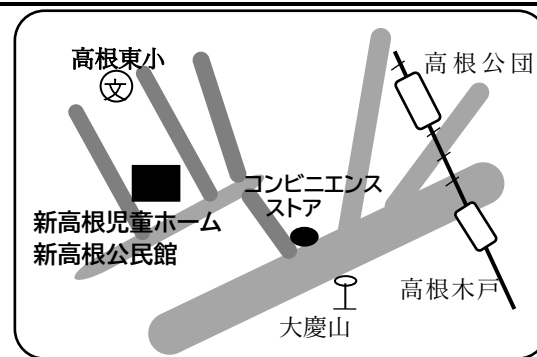 高根東小
文
高根公団
コンビニエンス
ストア
新高根児童ホーム
新高根公民館
高根木戸
大慶山